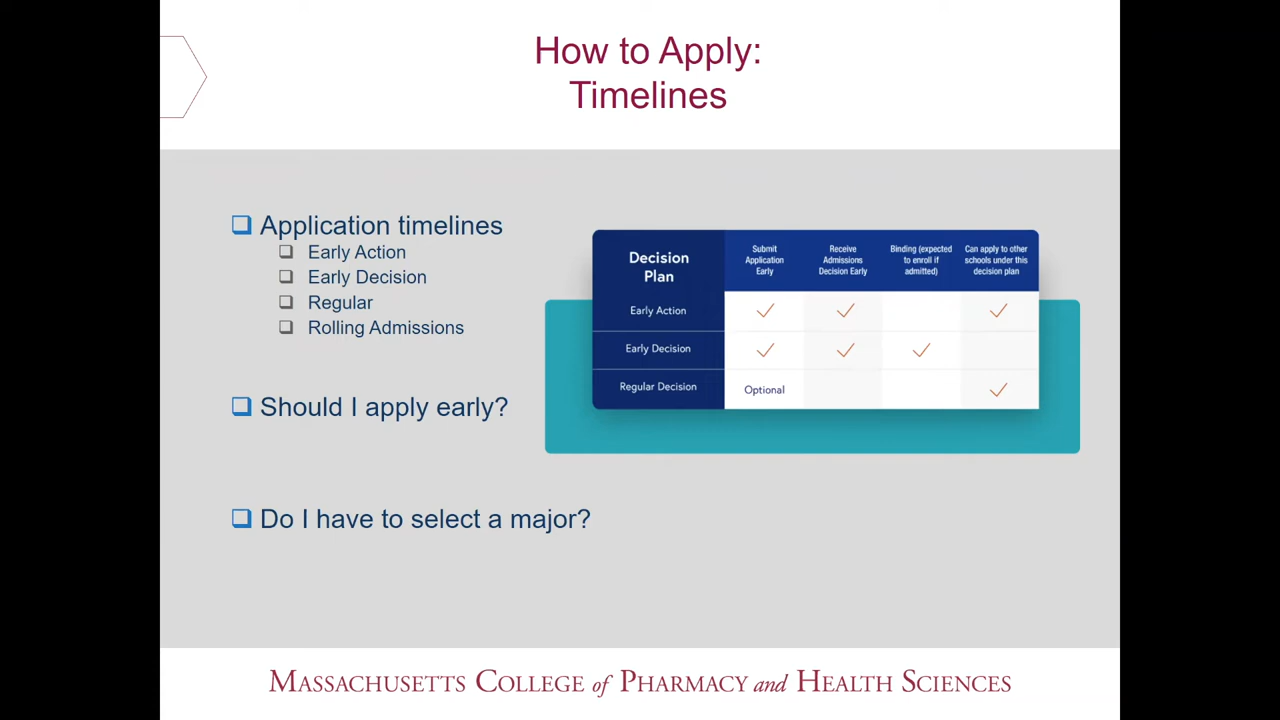 How to Apply:
Timelines
Application timelines
Early Action
Early Decision
Regular
Rolling Admissions
Should I apply early?
Do I have to select a major?
Decision
Plan
Submit
Application
Early
Receive
Admissions
Decision Early
Binding (expected
to enroll if
admitted)
Can apply to other
schools under this
decision plan
Early Action
Early Decision
Regular Decision
Optional
MASSACHUSETTS COLLEGE of PHARMACY and HEALTH SCIENCES